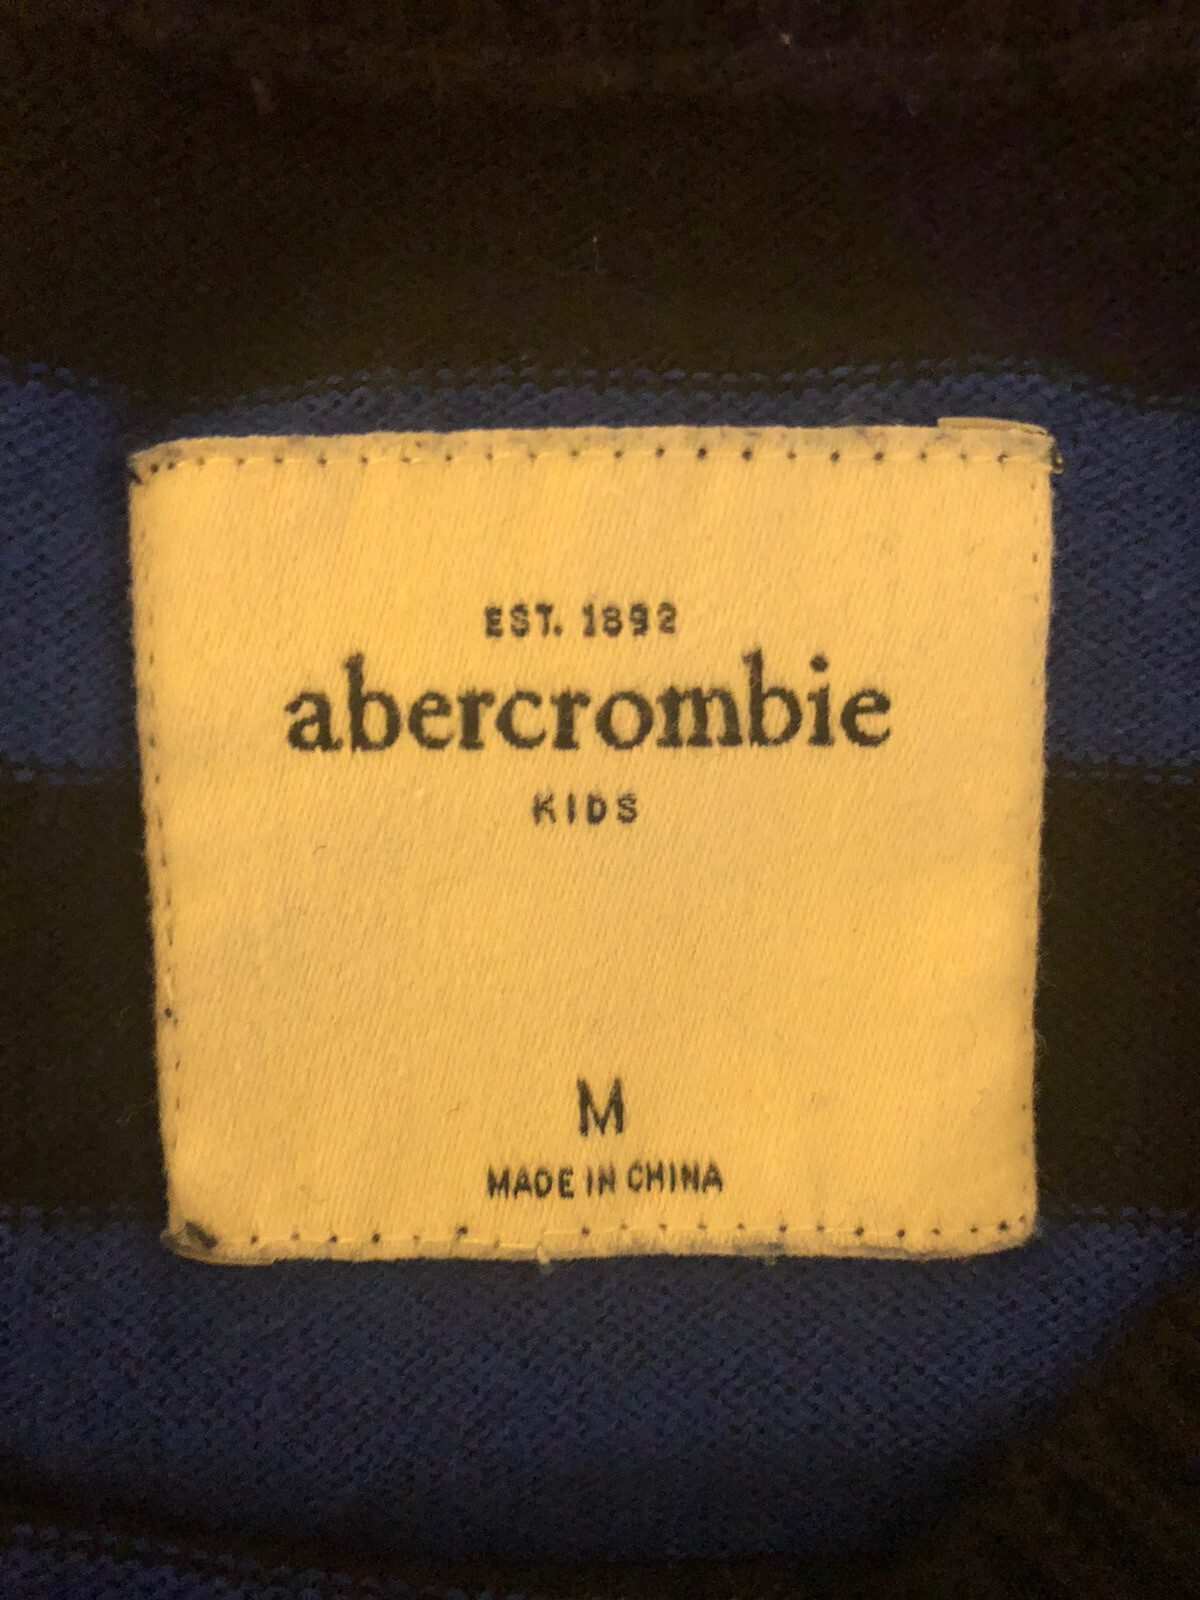 EST. 1892
abercrombie
KIDS
M
MADE IN CHINA